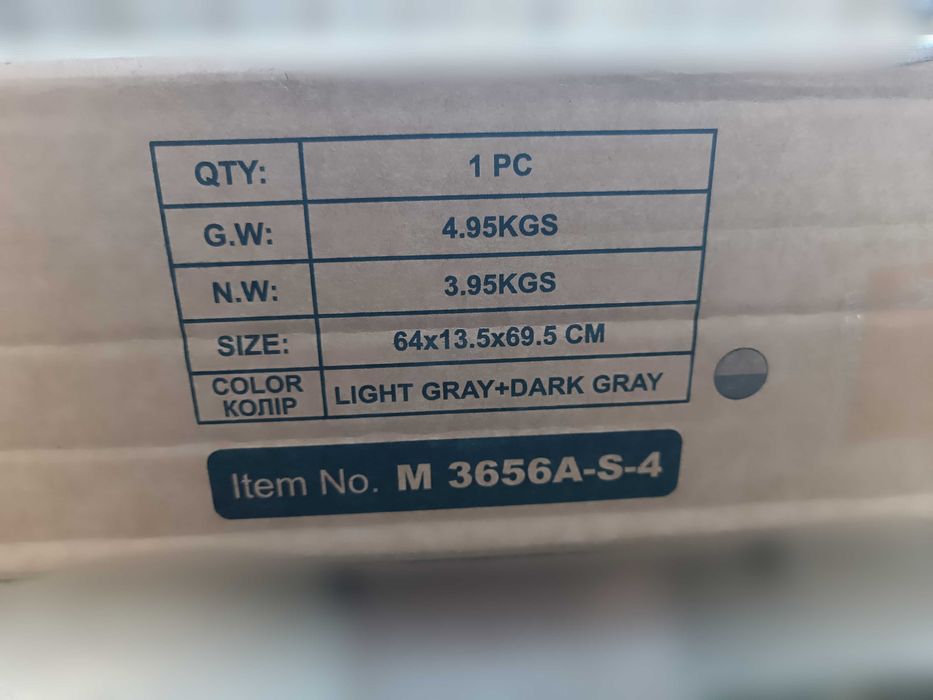 QTY: 1 PC
G.W: 4.95KGS
N.W: 3.95KGS
SIZE: 64x13.5x69.5 CM
COLOR
КОЛІР LIGHT GRAY+DARK GRAY
Item No. M 3656A-S-4